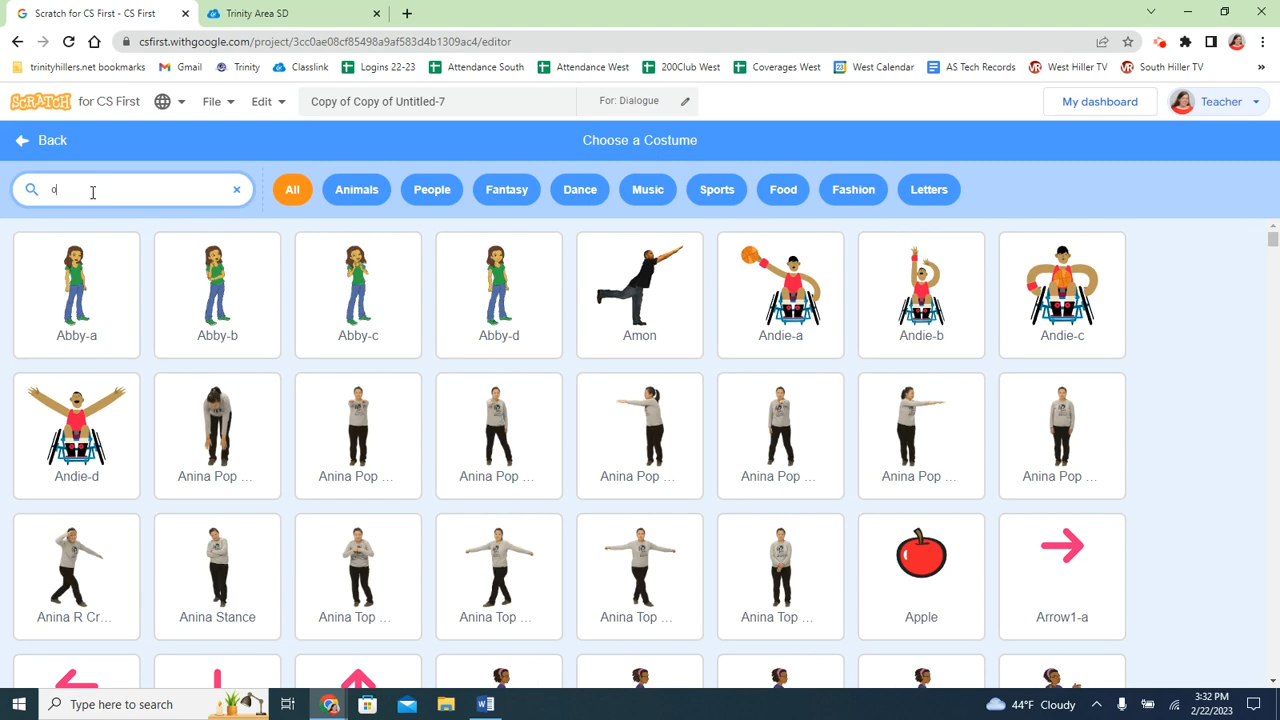 Scratch for CS First - CS First
Trinity Area SD
csfirst.withgoogle.com/project/3cc0ae08cf85498a9af583d4b1309ac4/editor
trinityhillers.net bookmarks Gmail Trinity Classlink Logins 22-23 Attendance South Attendance West 200Club West Coverages West West Calendar AS Tech Records West Hiller TV South Hiller TV »
SCRATCH for CS First File Edit Copy of Copy of Untitled-7 For: Dialogue My dashboard Teacher
Back Choose a Costume
o All Animals People Fantasy Dance Music Sports Food Fashion Letters
Abby-a Abby-b Abby-c Abby-d Amon Andie-a Andie-b Andie-c
Andie-d Anina Pop ... Anina Pop ... Anina Pop ... Anina Pop ... Anina Pop ... Anina Pop ... Anina Pop ...
Anina R Cr... Anina Stance Anina Top ... Anina Top ... Anina Top ... Anina Top ... Apple Arrow1-a
Type here to search 44°F Cloudy 3:32 PM
2/22/2023